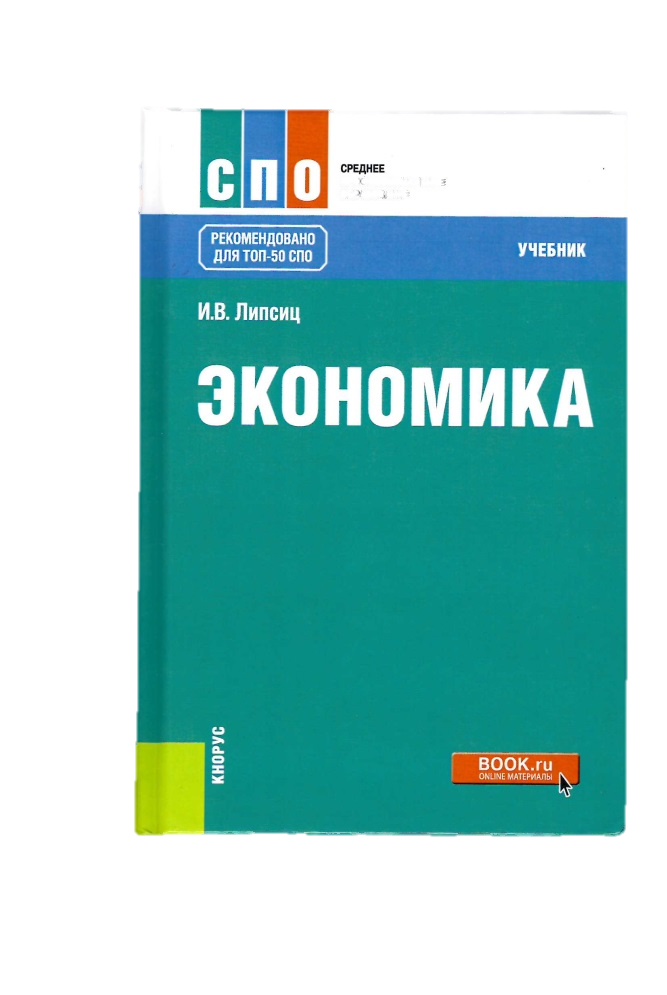 СПО
СРЕДНЕЕ
РЕКОМЕНДОВАНО
ДЛЯ ТОП-50 СПО
УЧЕБНИК
И.В. Липсиц
ЭКОНОМИКА
КНОРУС
BOOK.ru
ONLINE МАТЕРИАЛЫ